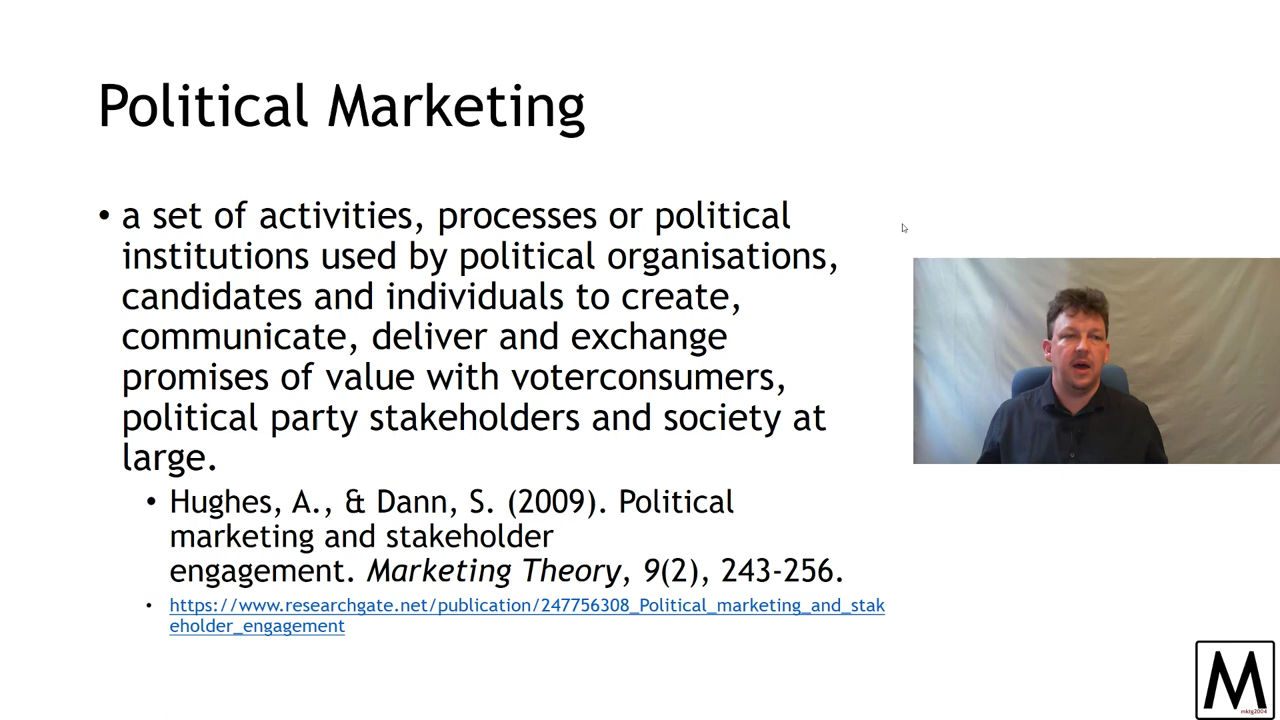 Political Marketing
• a set of activities, processes or political
institutions used by political organisations,
candidates and individuals to create,
communicate, deliver and exchange
promises of value with voterconsumers,
political party stakeholders and society at
large.
• Hughes, A., & Dann, S. (2009). Political
marketing and stakeholder
engagement. Marketing Theory, 9(2), 243-256.
• https://www.researchgate.net/publication/247756308_Political_marketing_and_stak
eholder_engagement
M
mktg2004